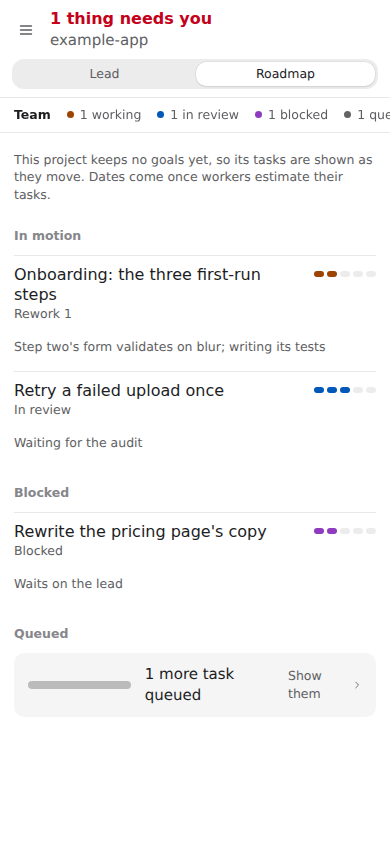 1 thing needs you
example-app
Lead
Roadmap
Team
1 working
1 in review
1 blocked
1 que
This project keeps no goals yet, so its tasks are shown as
they move. Dates come once workers estimate their
tasks.
In motion
Onboarding: the three first-run
steps
Rework 1
Step two's form validates on blur; writing its tests
Retry a failed upload once
In review
Waiting for the audit
Blocked
Rewrite the pricing page's copy
Blocked
Waits on the lead
Queued
1 more task
queued
Show
them